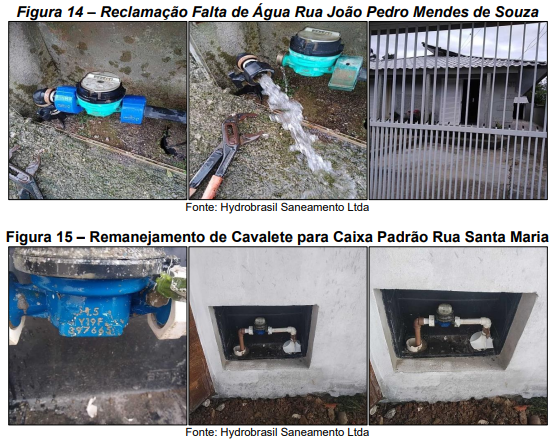 Figura 14 – Reclamação Falta de Água Rua João Pedro Mendes de Souza
Fonte: Hydrobrasil Saneamento Ltda
Figura 15 – Remanejamento de Cavalete para Caixa Padrão Rua Santa Maria
Y19F
Fonte: Hydrobrasil Saneamento Ltda